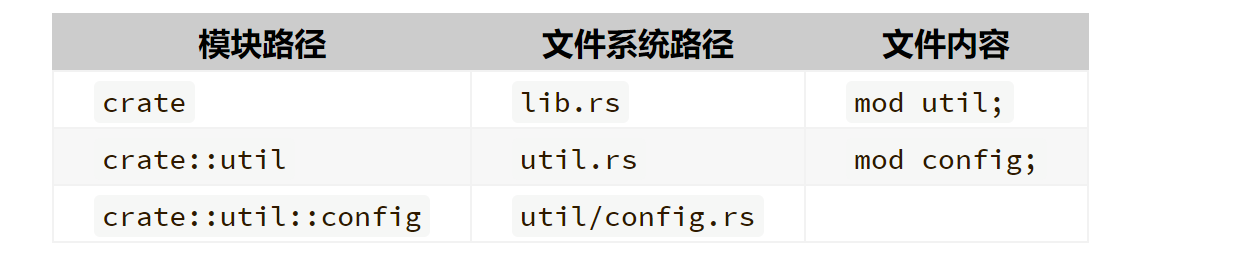 模块路径 文件系统路径 文件内容
crate lib.rs mod util;
crate::util util.rs mod config;
crate::util::config util/config.rs